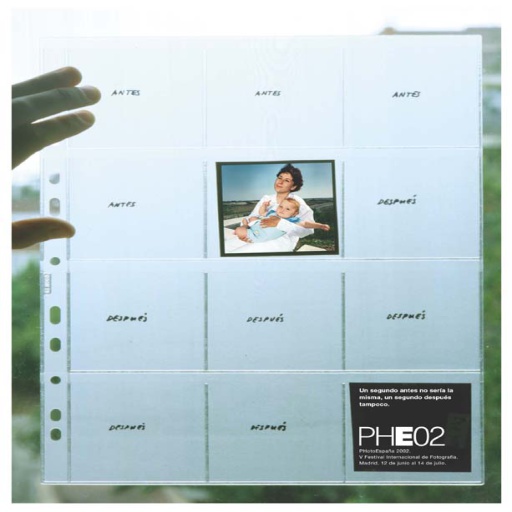 ANTES
ANTES
ANTES
ANTES
DESPUÉS
DESPUÉS
DESPUÉS
DESPUÉS
DESPUÉS
DESPUÉS
Un segundo antes no sería la
misma, un segundo después
tampoco.
PHE02
PHotoEspaña 2002.
V Festival Internacional de Fotografía.
Madrid, 12 de junio al 14 de julio.